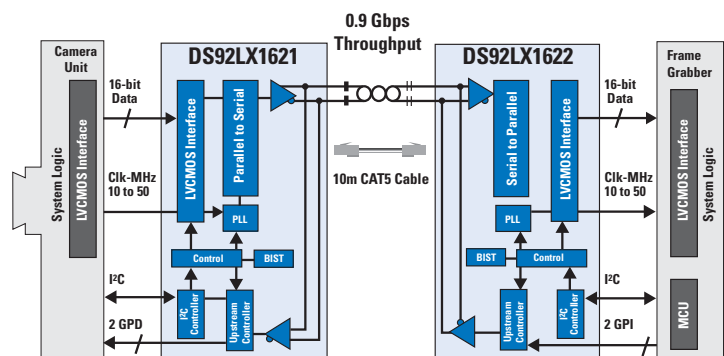 0.9 Gbps
Throughput
Camera
Unit
DS92LX1621
DS92LX1622
Frame
Grabber
16-bit
Data
16-bit
Data
System Logic
LVCMOS Interface
LVCMOS Interface
Parallel to Serial
Serial to Parallel
LVCMOS Interface
LVCMOS Interface
System Logic
10m CAT5 Cable
Clk-MHz
10 to 50
Clk-MHz
10 to 50
PLL
PLL
Control
BIST
BIST
Control
I²C
I²C
Controller
Upstream
Controller
Upstream
Controller
I²C
Controller
I²C
MCU
2 GPD
2 GPI